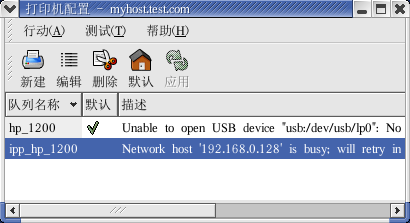 打印机配置 - myhost.test.com
行动(A) 测试(T) 帮助(H)
新建 编辑 删除 默认 应用
队列名称 默认 描述
hp_1200 Unable to open USB device "usb:/dev/usb/lp0": No
ipp_hp_1200 Network host '192.168.0.128' is busy; will retry in